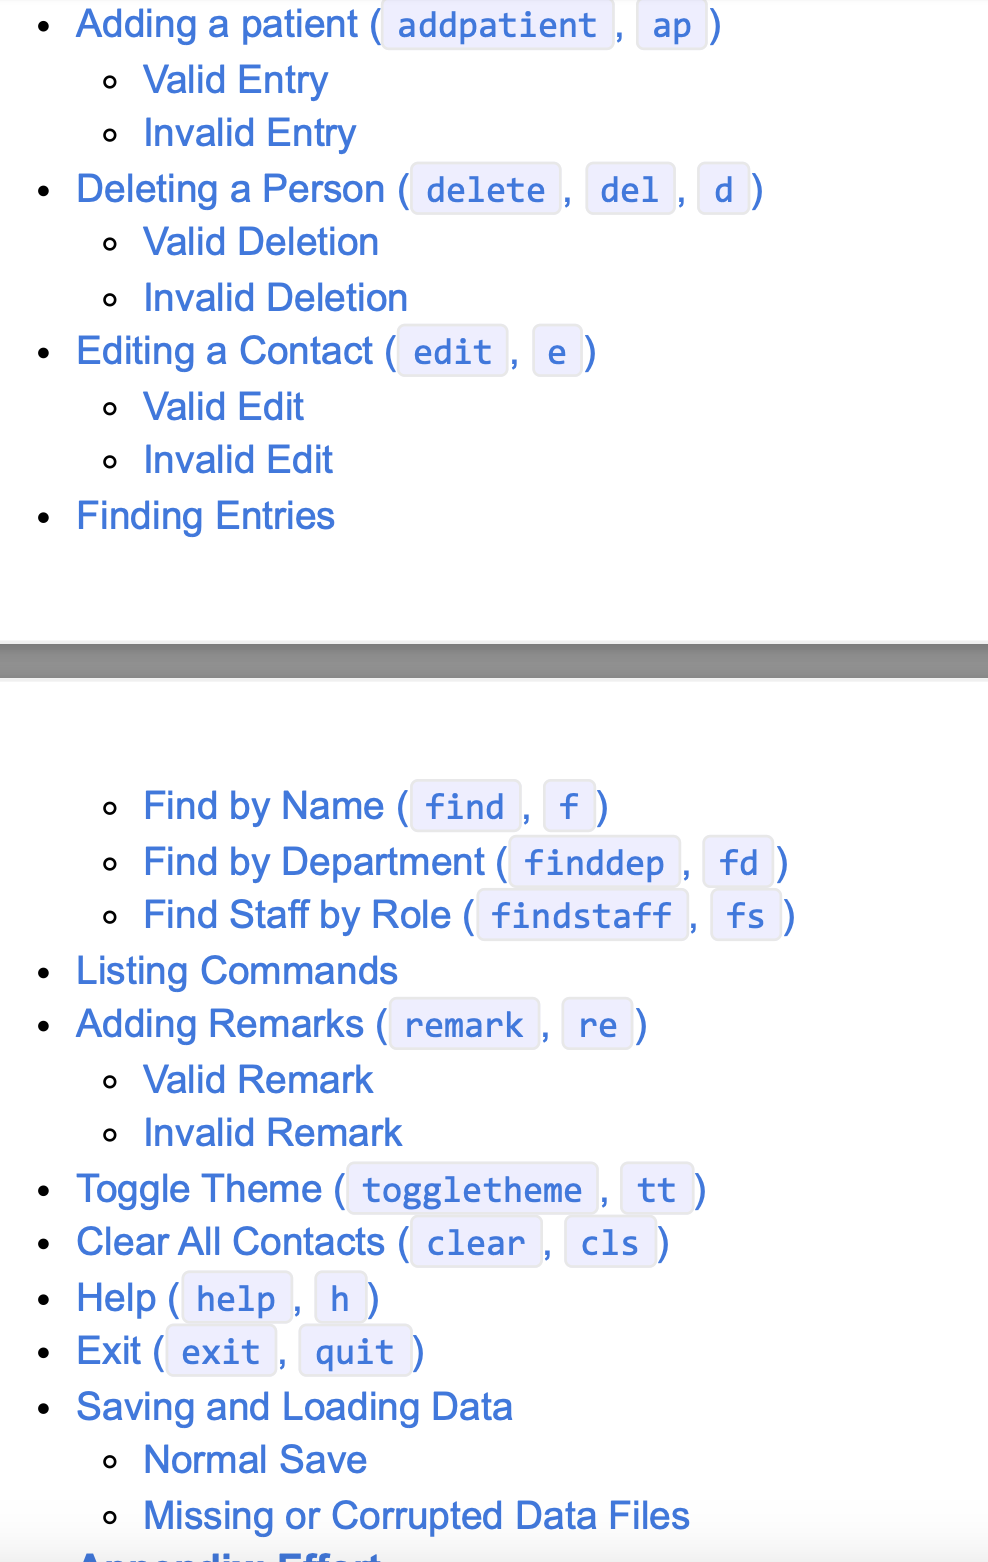 Adding a patient (addpatient, ap)
Valid Entry
Invalid Entry
Deleting a Person (delete, del, d)
Valid Deletion
Invalid Deletion
Editing a Contact (edit, e)
Valid Edit
Invalid Edit
Finding Entries
Find by Name (find, f)
Find by Department (finddep, fd)
Find Staff by Role (findstaff, fs)
Listing Commands
Adding Remarks (remark, re)
Valid Remark
Invalid Remark
Toggle Theme (toggletheme, tt)
Clear All Contacts (clear, cls)
Help (help, h)
Exit (exit, quit)
Saving and Loading Data
Normal Save
Missing or Corrupted Data Files
Appendix: Effort